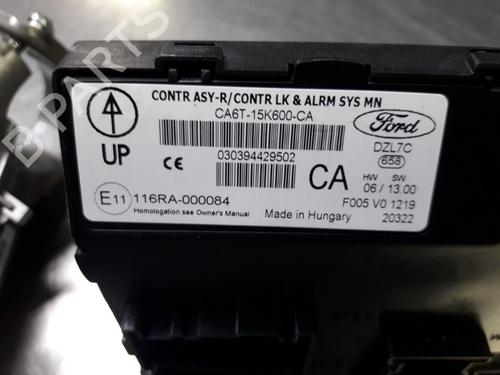 CONTR ASY-R/CONTR LK & ALRM SYS MN
CA6T-15K600-CA
Ford
UP
030394429502
DZL7C
658
CE
CA
HW SW
06 / 13.00
E11 116RA-000084
F005 V0 1219
Homologation see Owner's Manual
Made in Hungary
20322